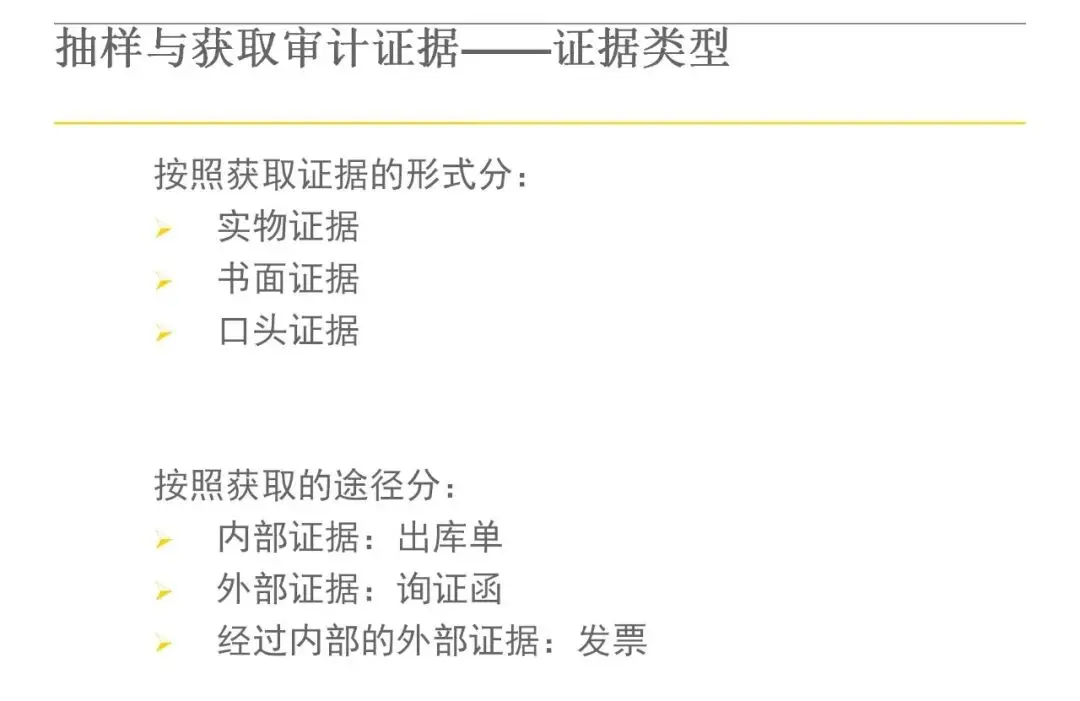 抽样与获取审计证据——证据类型
按照获取证据的形式分：
实物证据
书面证据
口头证据
按照获取的途径分：
内部证据：出库单
外部证据：询证函
经过内部的外部证据：发票